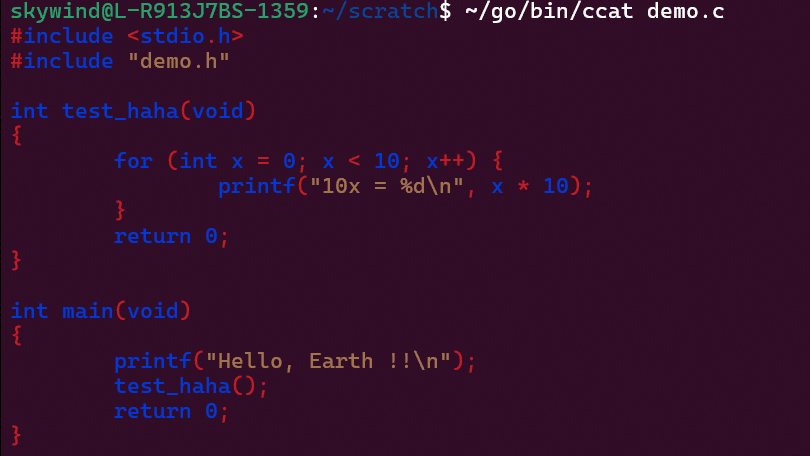 skywind@L-R913J7BS-1359:~/scratch$ ~/go/bin/ccat demo.c
#include <stdio.h>
#include "demo.h"

int test_haha(void)
{
        for (int x = 0; x < 10; x++) {
                printf("10x = %d\n", x * 10);
        }
        return 0;
}

int main(void)
{
        printf("Hello, Earth !!\n");
        test_haha();
        return 0;
}